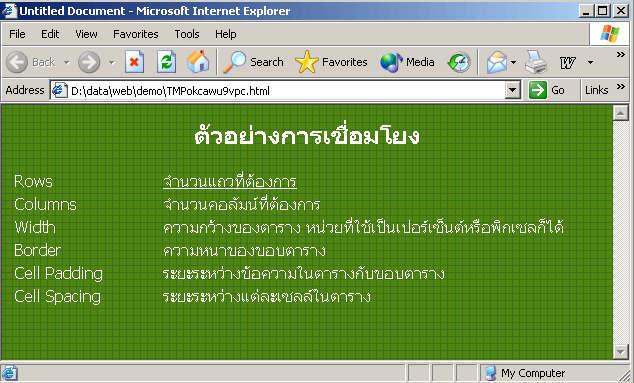 Untitled Document - Microsoft Internet Explorer
File Edit View Favorites Tools Help
Back Search Favorites Media W
Address D:\data\web\demo\TMPokcawu9vpc.html Go Links
ตัวอย่างการเชื่อมโยง
Rows จำนวนแถวที่ต้องการ
Columns จำนวนคอลัมน์ที่ต้องการ
Width ความกว้างของตาราง หน่วยที่ใช้เป็นเปอร์เซ็นต์หรือพิกเซลก็ได้
Border ความหนาของขอบตาราง
Cell Padding ระยะระหว่างข้อความในตารางกับขอบตาราง
Cell Spacing ระยะระหว่างแต่ละเซลล์ในตาราง
My Computer